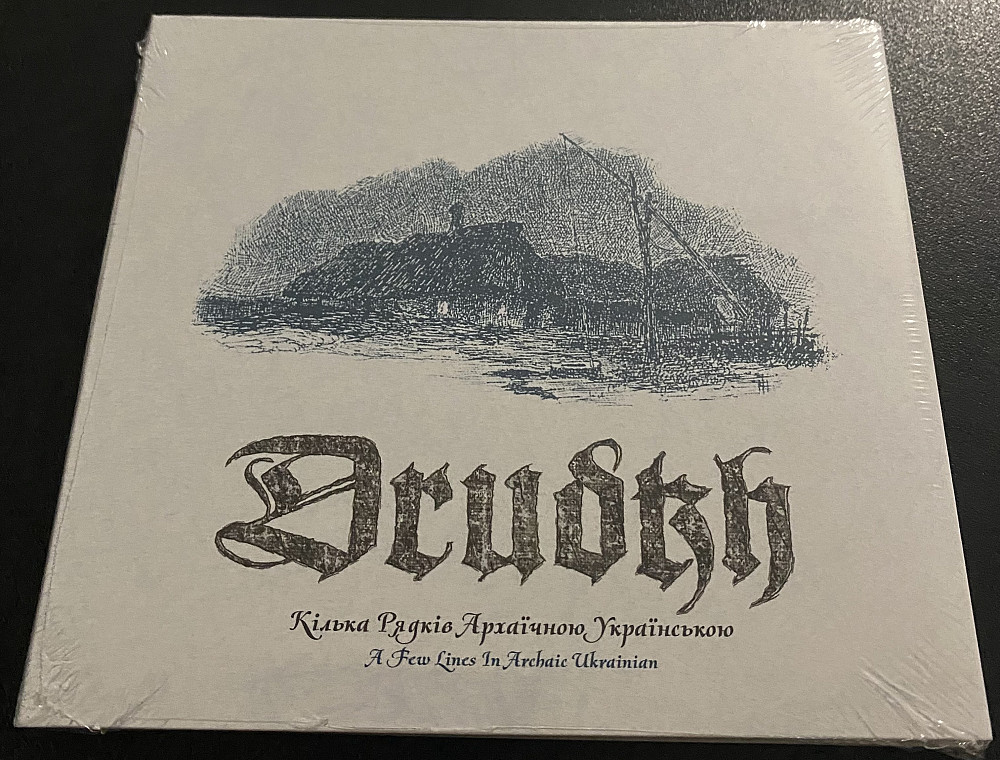 Drudkh
Кілька Рядків Архаїчною Українською
A Few Lines In Archaic Ukrainian